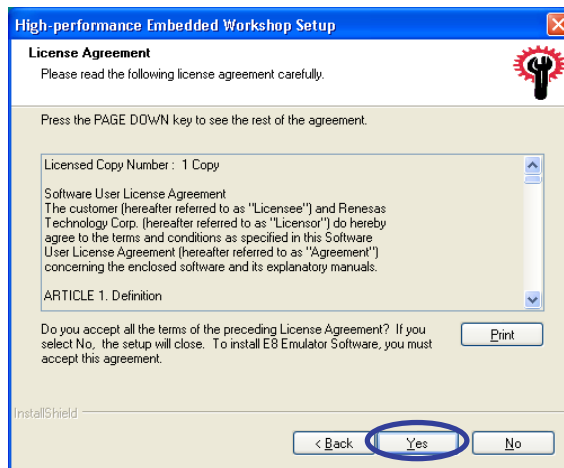 High-performance Embedded Workshop Setup
License Agreement
Please read the following license agreement carefully.
Press the PAGE DOWN key to see the rest of the agreement.
Licensed Copy Number : 1 Copy
Software User License Agreement
The customer (hereafter referred to as "Licensee") and Renesas
Technology Corp. (hereafter referred to as "Licensor") do hereby
agree to the terms and conditions as specified in this Software
User License Agreement (hereafter referred to as "Agreement")
concerning the enclosed software and its explanatory manuals.
ARTICLE 1. Definition
Do you accept all the terms of the preceding License Agreement? If you
select No, the setup will close. To install E8 Emulator Software, you must
accept this agreement.
Print
InstallShield
< Back
Yes
No